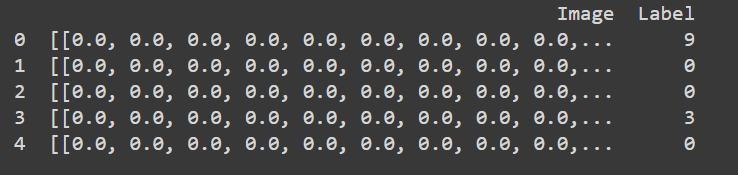 Image Label
0 [[0.0, 0.0, 0.0, 0.0, 0.0, 0.0, 0.0, 0.0, 0.0,... 9
1 [[0.0, 0.0, 0.0, 0.0, 0.0, 0.0, 0.0, 0.0, 0.0,... 0
2 [[0.0, 0.0, 0.0, 0.0, 0.0, 0.0, 0.0, 0.0, 0.0,... 0
3 [[0.0, 0.0, 0.0, 0.0, 0.0, 0.0, 0.0, 0.0, 0.0,... 3
4 [[0.0, 0.0, 0.0, 0.0, 0.0, 0.0, 0.0, 0.0, 0.0,... 0